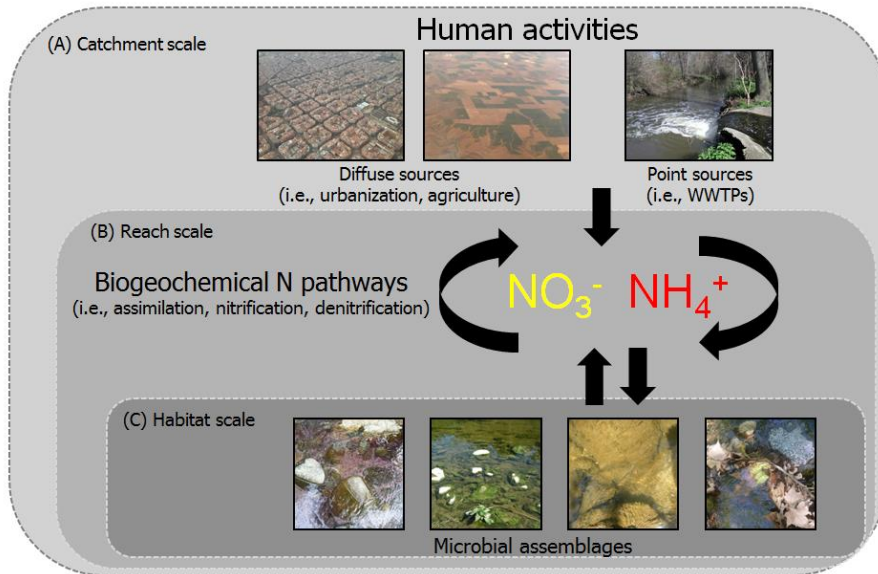 Human activities
(A) Catchment scale
Diffuse sources
(i.e., urbanization, agriculture)
Point sources
(i.e., WWTPs)
(B) Reach scale
Biogeochemical N pathways
(i.e., assimilation, nitrification, denitrification)
NO₃⁻ NH₄⁺
(C) Habitat scale
Microbial assemblages